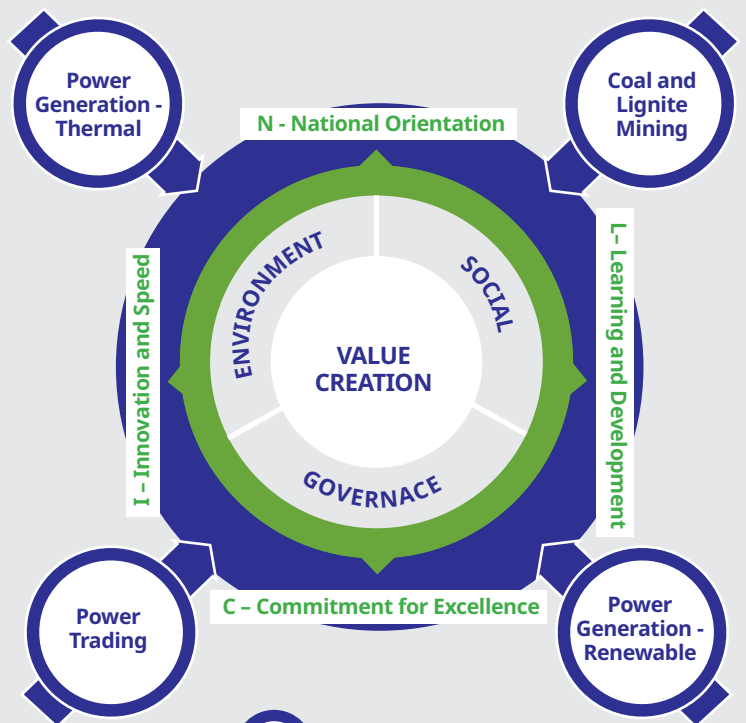 Power
Generation -
Thermal
Coal and
Lignite
Mining
N - National Orientation
I – Innovation and Speed
L– Learning and Development
ENVIRONMENT
SOCIAL
VALUE
CREATION
GOVERNACE
C – Commitment for Excellence
Power
Trading
Power
Generation -
Renewable